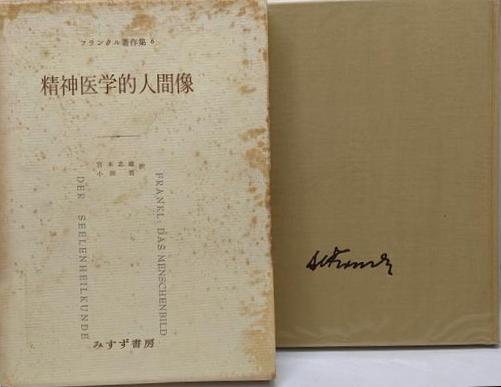 フランクル著作集 6
精神医学的人間像
宮本忠雄
小田晋 訳
FRANKL: DAS MENSCHENBILD
DER SEELENHEILKUNDE
みすず書房